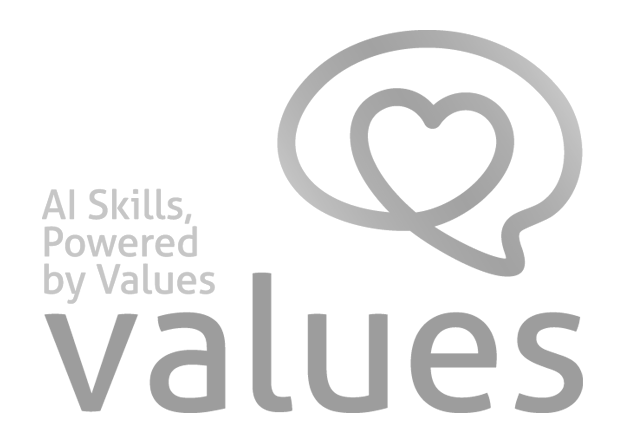 AI Skills,
Powered
by Values
values